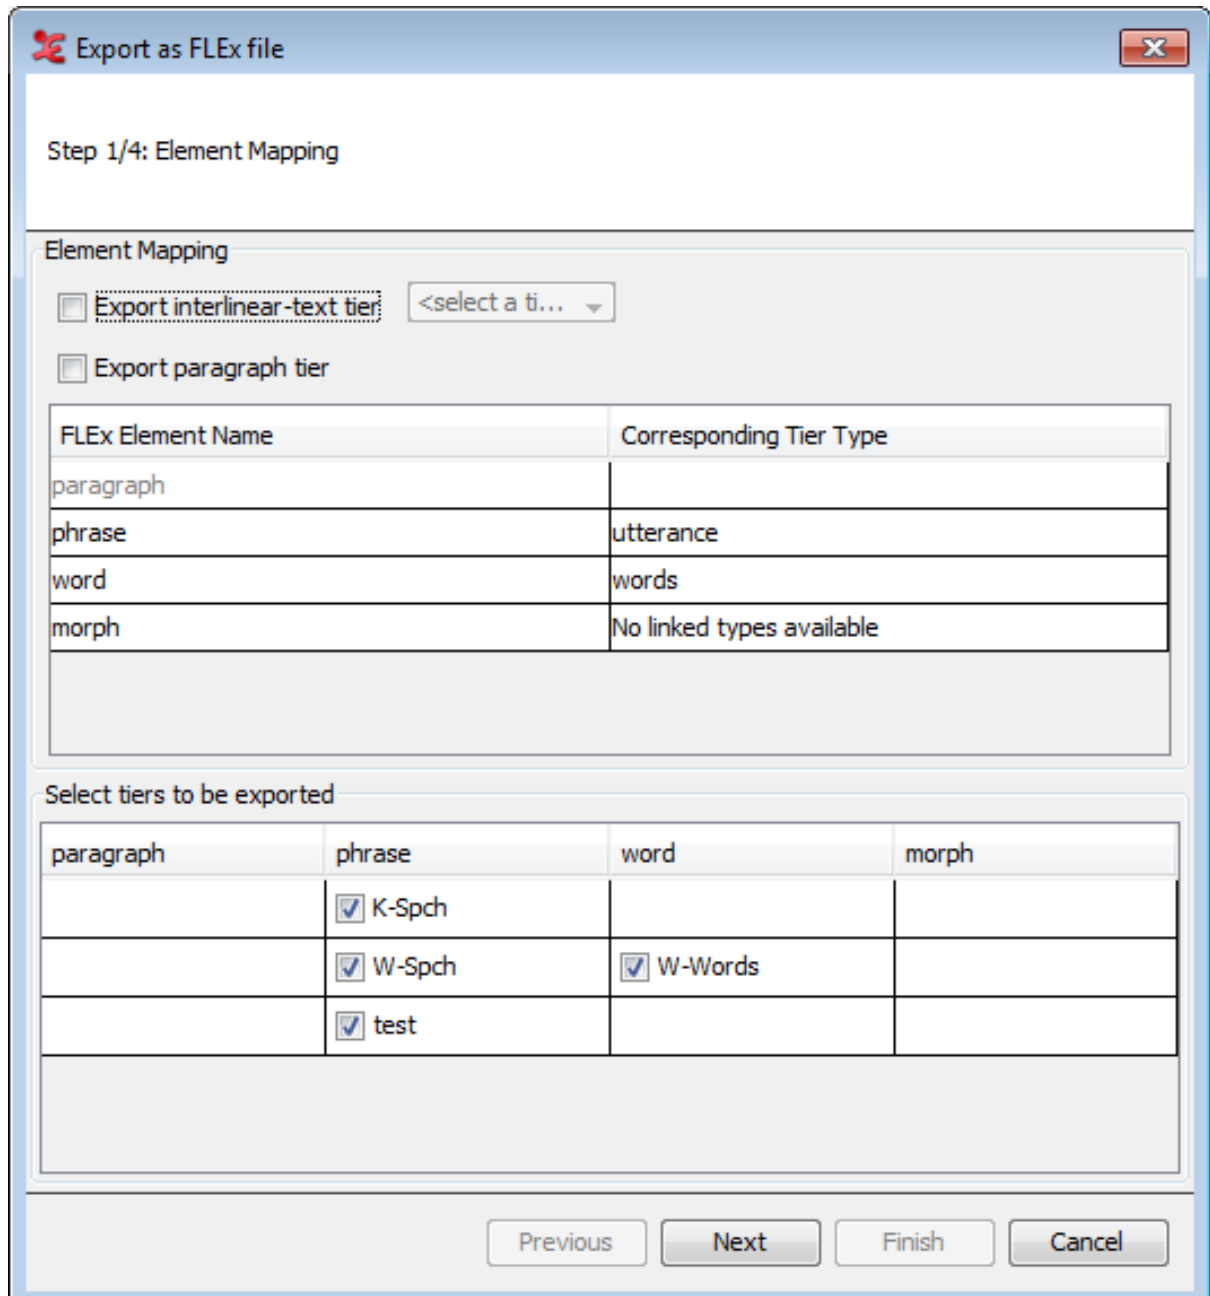 Export as FLEx file
Step 1/4: Element Mapping
Element Mapping
Export interlinear-text tier <select a ti...
Export paragraph tier
FLEx Element Name Corresponding Tier Type
paragraph
phrase utterance
word words
morph No linked types available
Select tiers to be exported
paragraph phrase word morph
K-Spch
W-Spch W-Words
test
Previous Next Finish Cancel